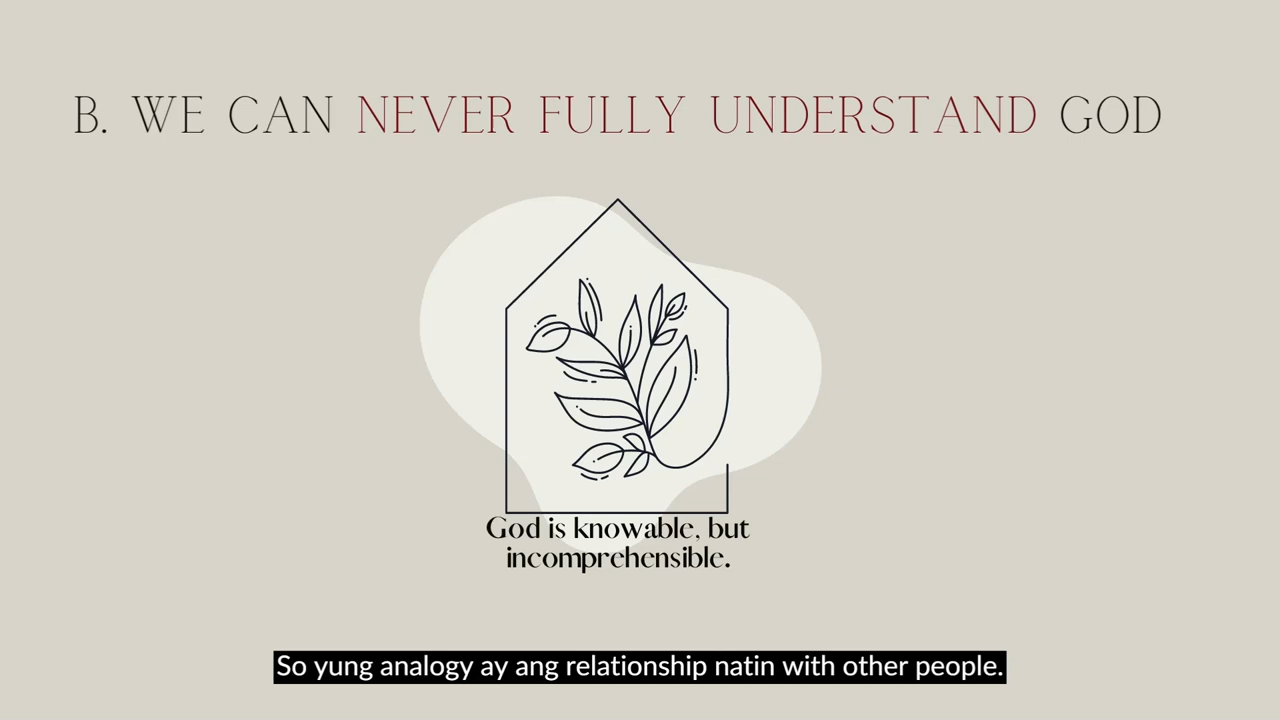 B. WE CAN NEVER FULLY UNDERSTAND GOD
God is knowable, but
incomprehensible.
So yung analogy ay ang relationship natin with other people.